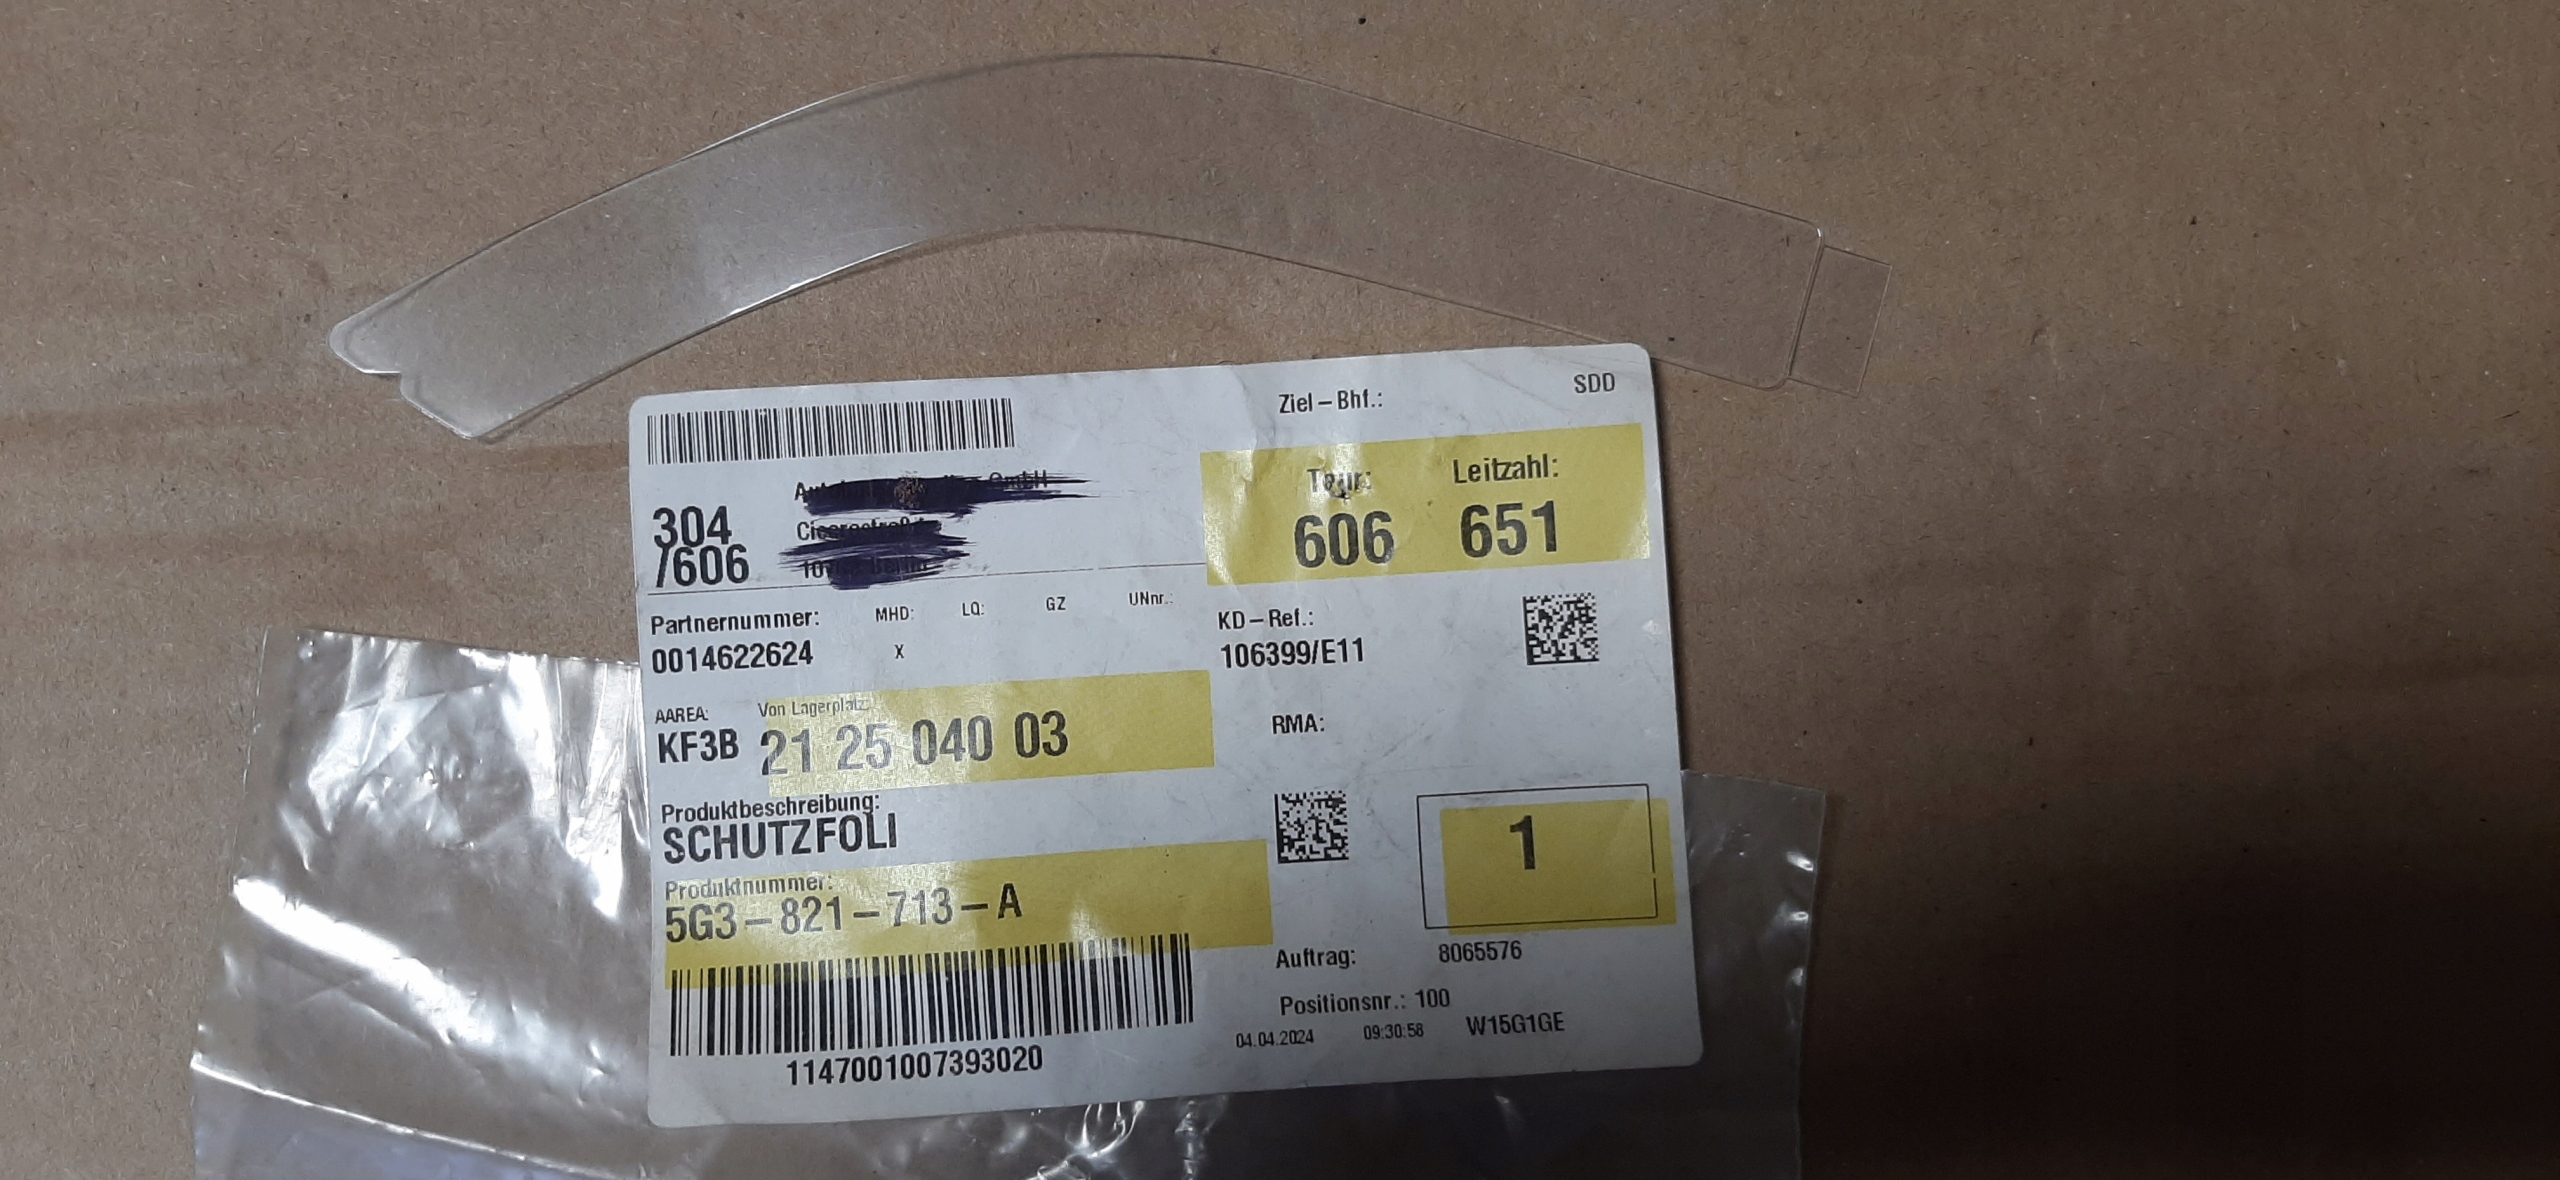 Ziel-Bhf.: SDD
304
/606
GmbH
Tour: Leitzahl:
606 651
Partnernummer: MHD: LQ: GZ UNnr.:
0014622624 X
KD-Ref.:
106399/E11
AAREA: Von Lagerplatz:
KF3B 21 25 040 03
RMA:
Produktbeschreibung:
SCHUTZFOLI
1
Produktnummer:
5G3-821-713-A
Auftrag: 8065576
Positionsnr.: 100
04.04.2024 09:30:58 W15G1GE
1147001007393020